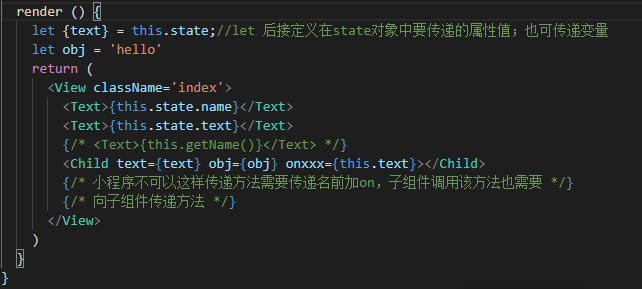 render () {
let {text} = this.state;//let 后接定义在state对象中要传递的属性值；也可传递变量
let obj = 'hello'
return (
<View className='index'>
<Text>{this.state.name}</Text>
<Text>{this.state.text}</Text>
{/* <Text>{this.getName()}</Text> */}
<Child text={text} obj={obj} onxxx={this.text}></Child>
{/* 小程序不可以这样传递方法需要传递名前加on，子组件调用该方法也需要 */}
{/* 向子组件传递方法 */}
</View>
)
}
}